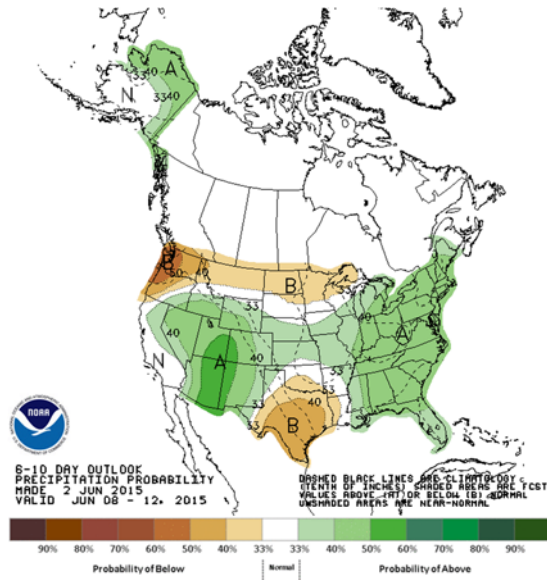 33 40 A
N 3340
B
50 40
B 33
33
40
40
A
N
A 40
33
33 40
B
33
NOAA
6-10 DAY OUTLOOK
PRECIPITATION PROBABILITY
MADE 2 JUN 2015
VALID JUN 08 - 12, 2015
DASHED BLACK LINES ARE CLIMATOLOGY
(TENTH OF INCHES) SHADED AREAS ARE FCST
VALUES ABOVE (A) OR BELOW (B) NORMAL
UNSHADED AREAS ARE NEAR-NORMAL
90% 80% 70% 60% 50% 40% 33% 33% 40% 50% 60% 70% 80% 90%
Probability of Below Normal Probability of Above